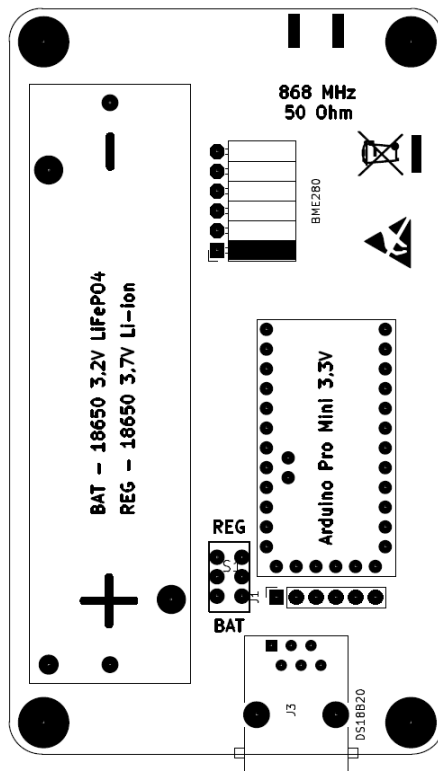 868 MHz
50 Ohm
BME280
BAT - 18650 3.2V LiFePO4
REG - 18650 3.7V Li-ion
Arduino Pro Mini 3.3V
REG
S1
J1
BAT
J3
DS18B20